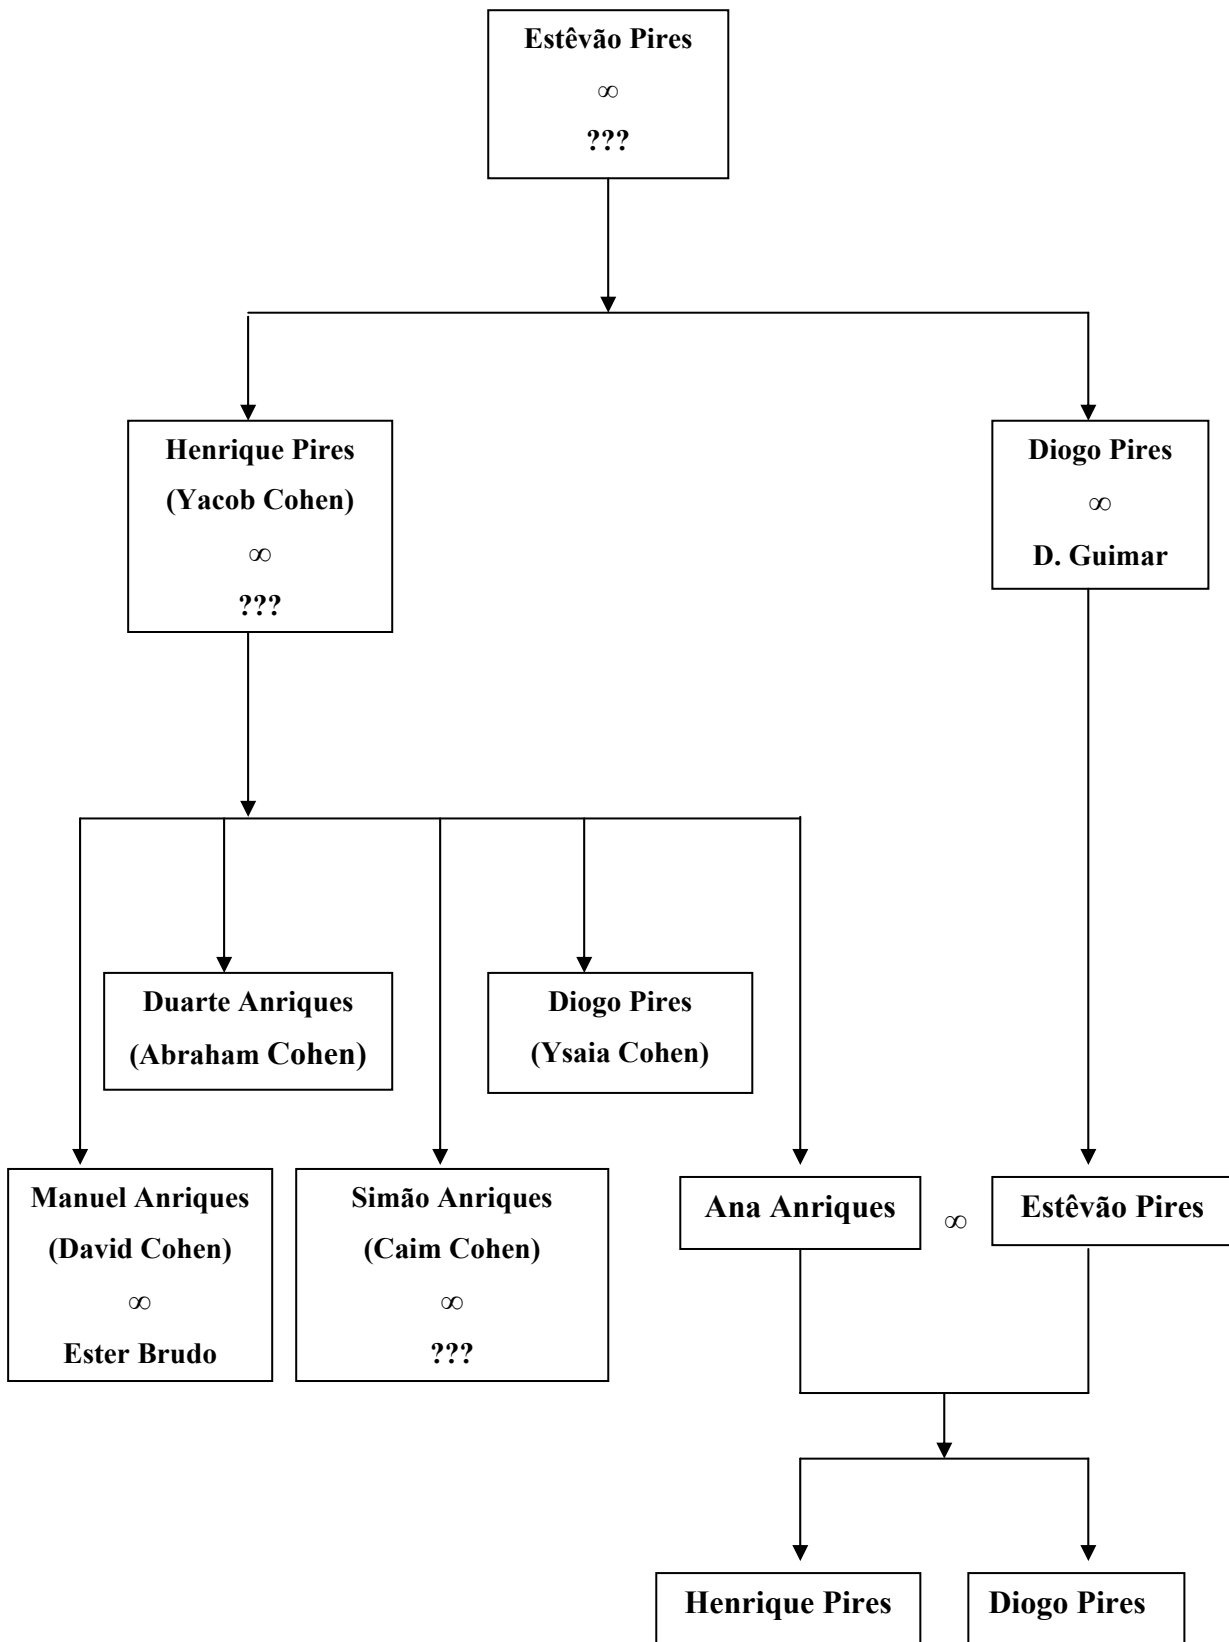 Estêvão Pires
∞
???
Henrique Pires
(Yacob Cohen)
∞
???
Diogo Pires
∞
D. Guimar
Duarte Anriques
(Abraham Cohen)
Diogo Pires
(Ysaia Cohen)
Manuel Anriques
(David Cohen)
∞
Ester Brudo
Simão Anriques
(Caim Cohen)
∞
???
Ana Anriques
∞
Estêvão Pires
Henrique Pires
Diogo Pires